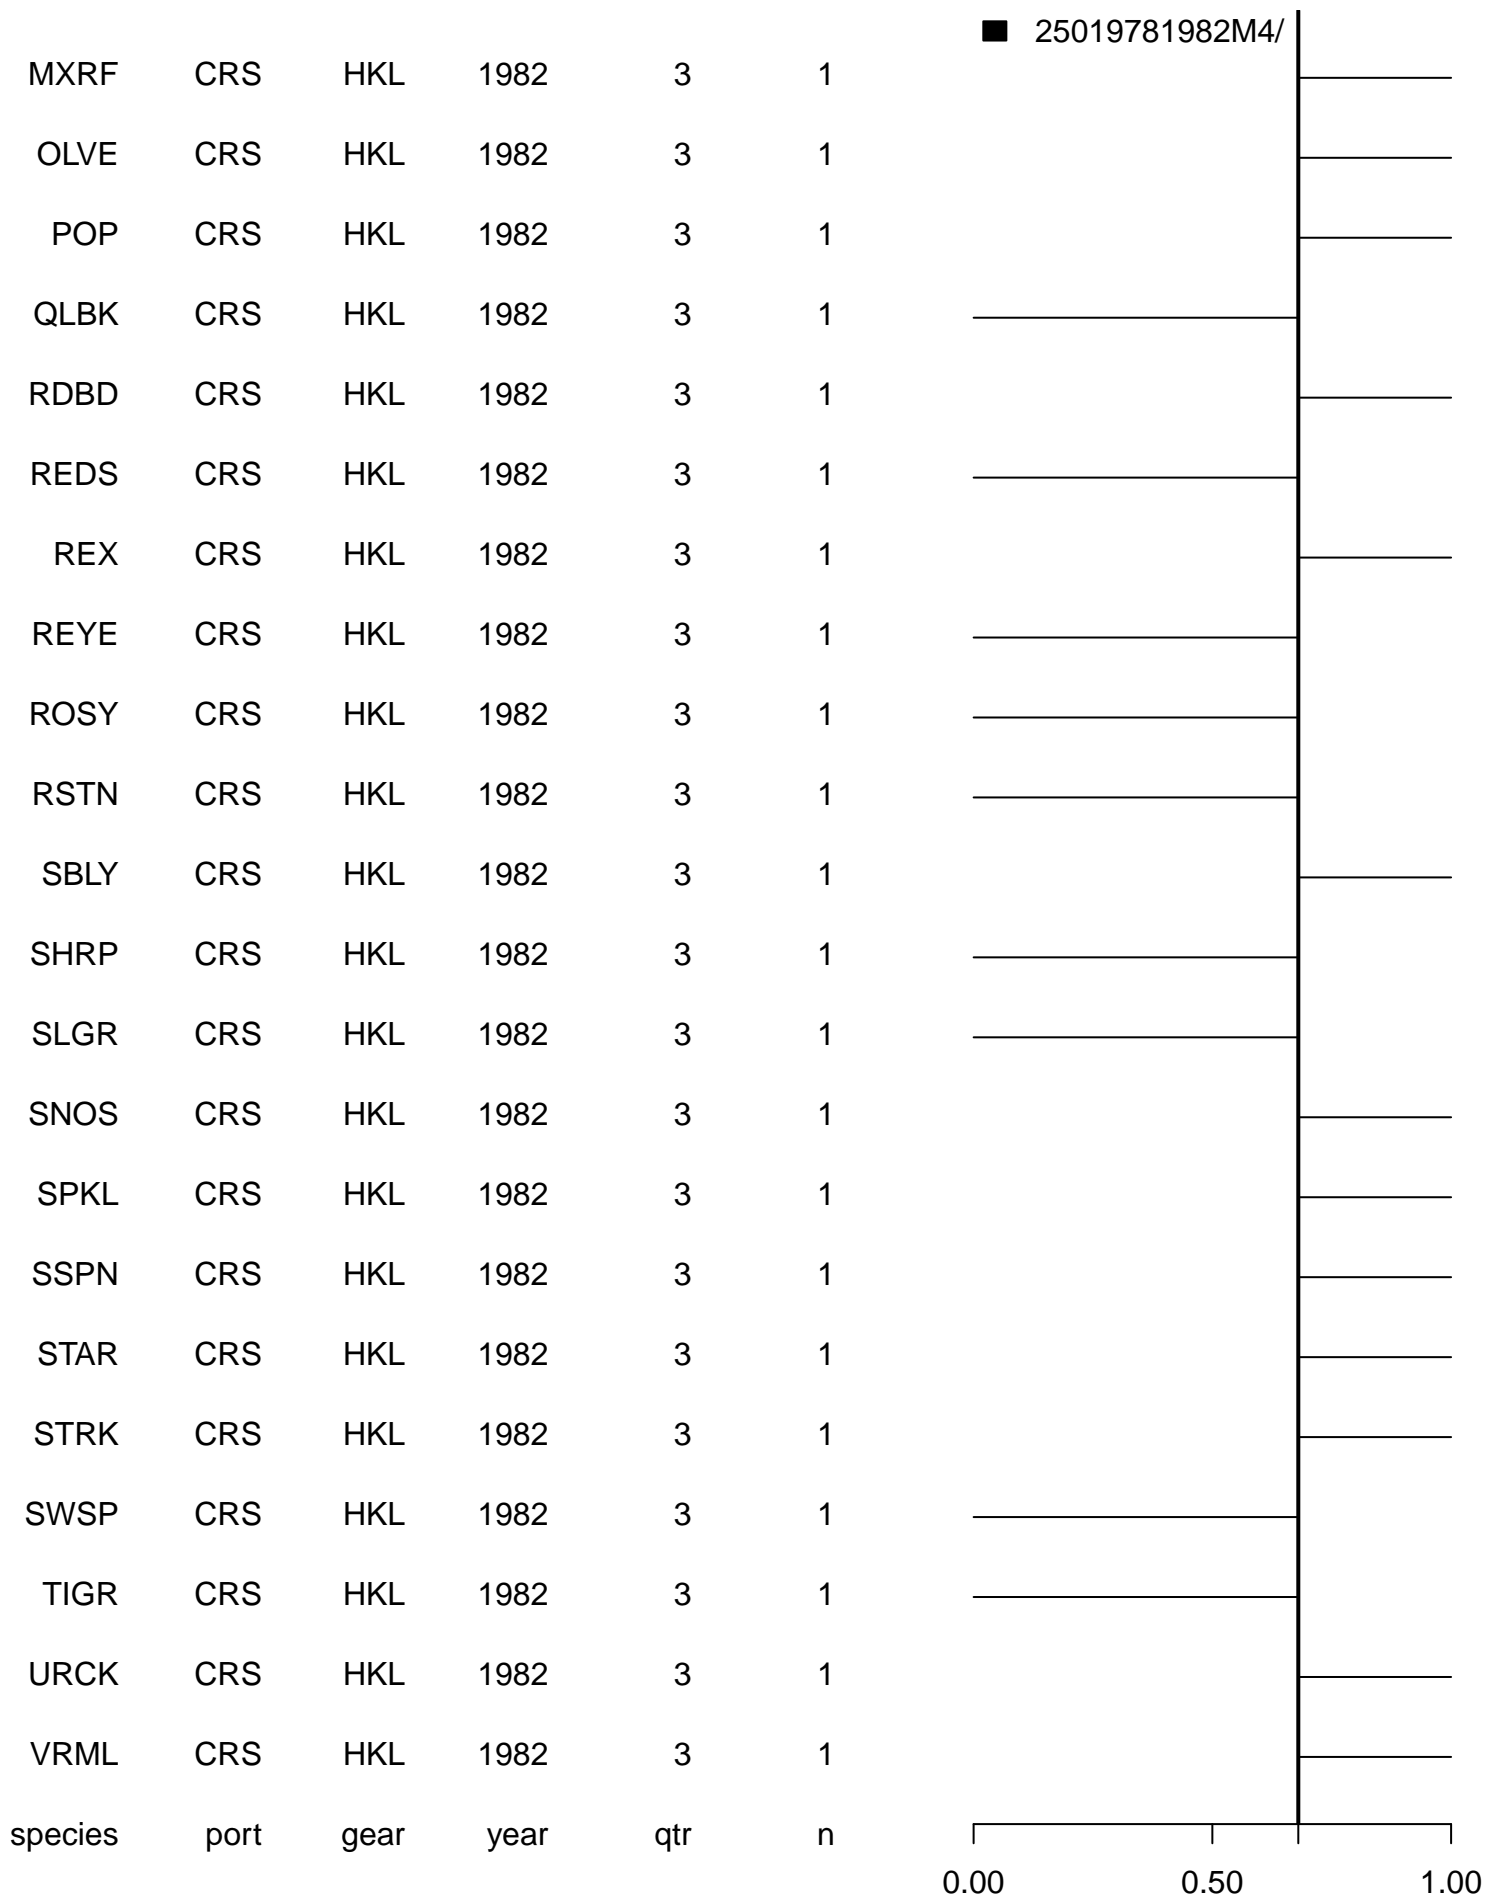 25019781982M4/
MXRF CRS HKL 1982 3 1
OLVE CRS HKL 1982 3 1
POP CRS HKL 1982 3 1
QLBK CRS HKL 1982 3 1
RDBD CRS HKL 1982 3 1
REDS CRS HKL 1982 3 1
REX CRS HKL 1982 3 1
REYE CRS HKL 1982 3 1
ROSY CRS HKL 1982 3 1
RSTN CRS HKL 1982 3 1
SBLY CRS HKL 1982 3 1
SHRP CRS HKL 1982 3 1
SLGR CRS HKL 1982 3 1
SNOS CRS HKL 1982 3 1
SPKL CRS HKL 1982 3 1
SSPN CRS HKL 1982 3 1
STAR CRS HKL 1982 3 1
STRK CRS HKL 1982 3 1
SWSP CRS HKL 1982 3 1
TIGR CRS HKL 1982 3 1
URCK CRS HKL 1982 3 1
VRML CRS HKL 1982 3 1
species port gear year qtr n
0.00 0.50 1.00